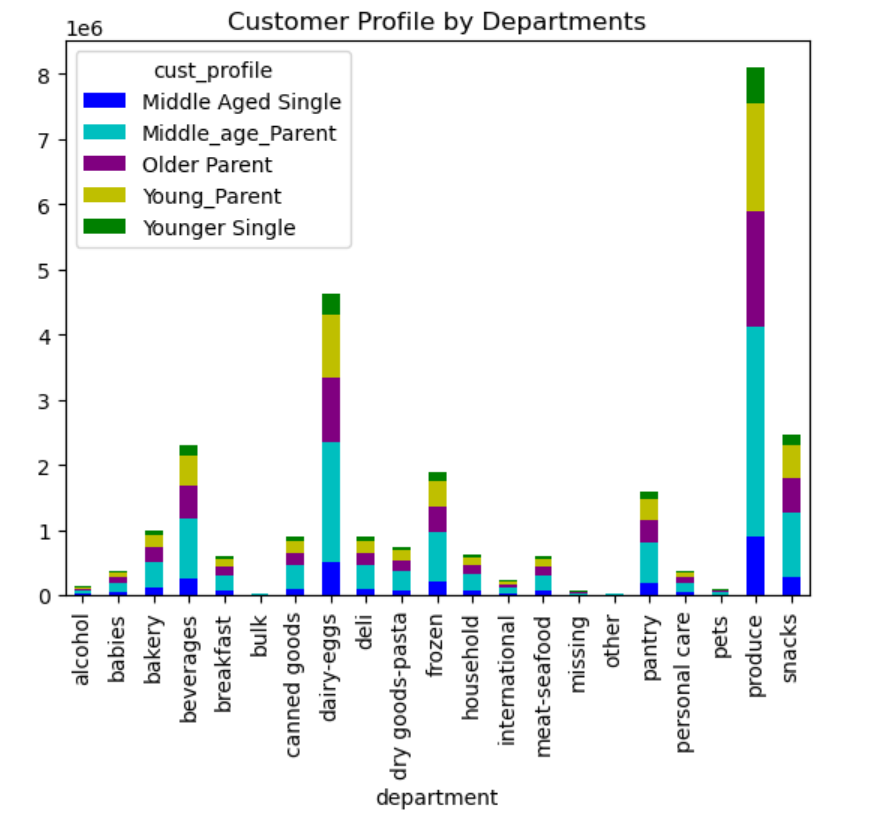 Customer Profile by Departments
1e6
8
7
6
5
4
3
2
1
0
cust_profile
Middle Aged Single
Middle_age_Parent
Older Parent
Young_Parent
Younger Single
alcohol
babies
bakery
beverages
breakfast
bulk
canned goods
dairy-eggs
deli
dry goods-pasta
frozen
household
international
meat-seafood
missing
other
pantry
personal care
pets
produce
snacks
department